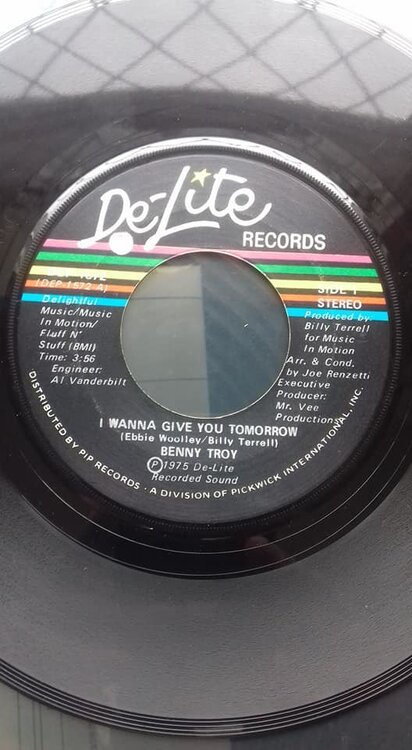 De-Lite
RECORDS
(DEP 1572 A)
Delightful
Music/Music
In Motion/
Fluff N'
Stuff (BMI)
Time: 3:56
Engineer:
Al Vanderbilt
SIDE 1
STEREO
Produced by:
Billy Terrell
for Music
In Motion
Arr. & Cond.
by Joe Renzetti
Executive
Producer:
Mr. Vee
Productions
I WANNA GIVE YOU TOMORROW
(Ebbie Woolley/Billy Terrell)
BENNY TROY
Ⓟ1975 De-Lite
Recorded Sound
DISTRIBUTED BY PIP RECORDS · A DIVISION OF PICKWICK INTERNATIONAL, INC.